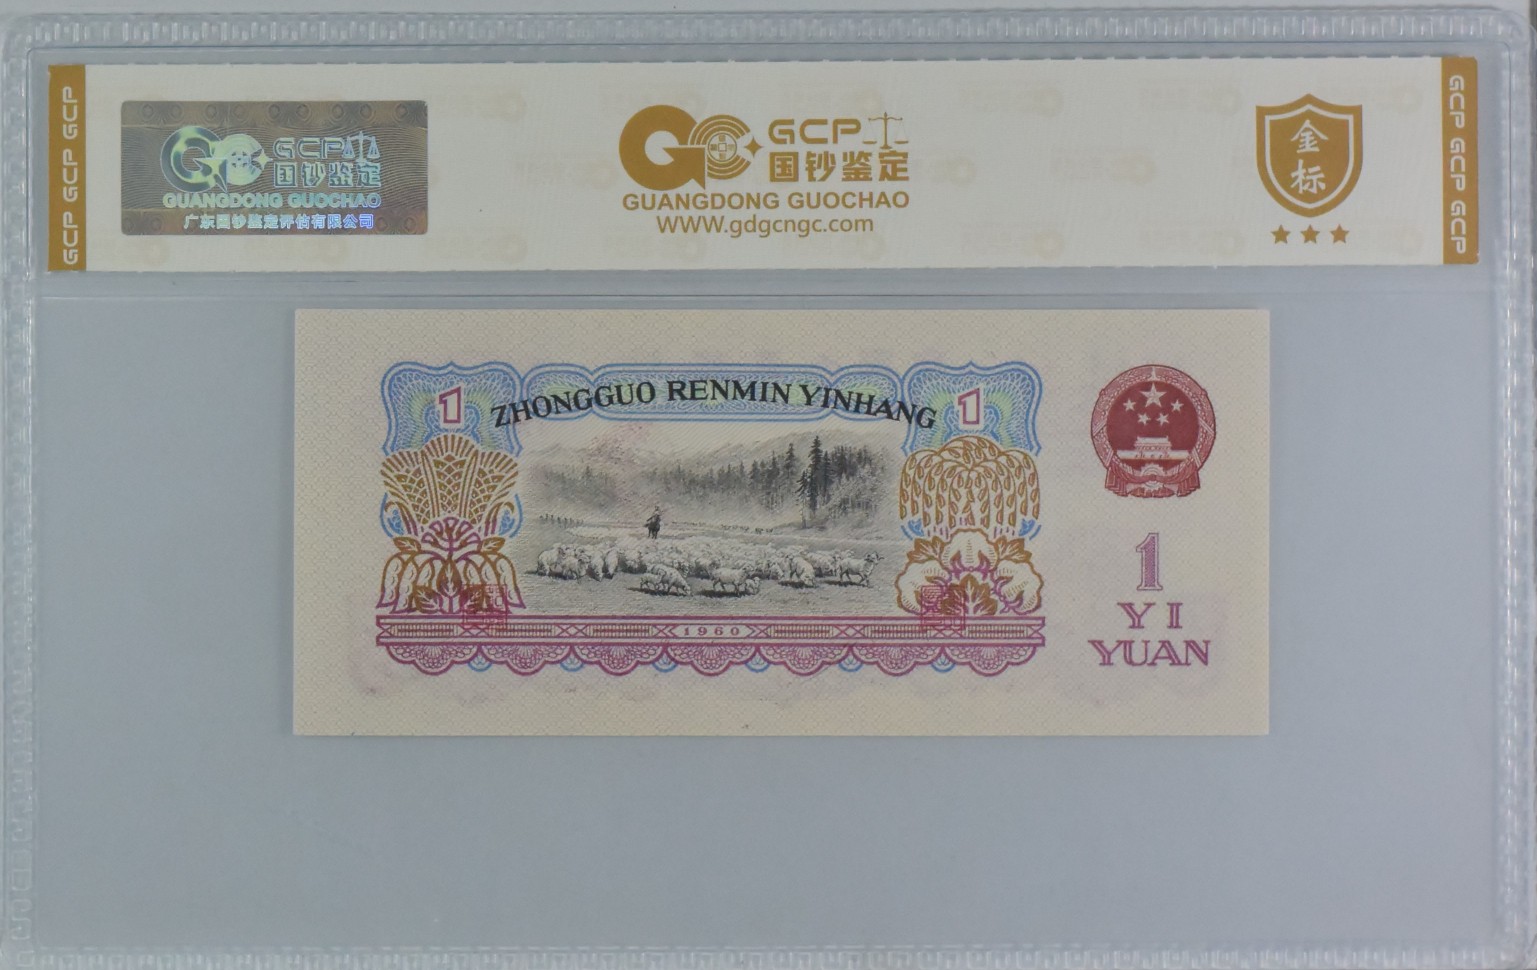 GCP GCP GCP
GCP
国钞鉴定
GUANGDONG GUOCHAO
广东国钞鉴定评估有限公司
GCP
国钞鉴定
GUANGDONG GUOCHAO
WWW.gdgcngc.com
金
标
GCP GCP GCP
1
ZHONGGUO RENMIN YINHANG
1
1960
1
YI
YUAN